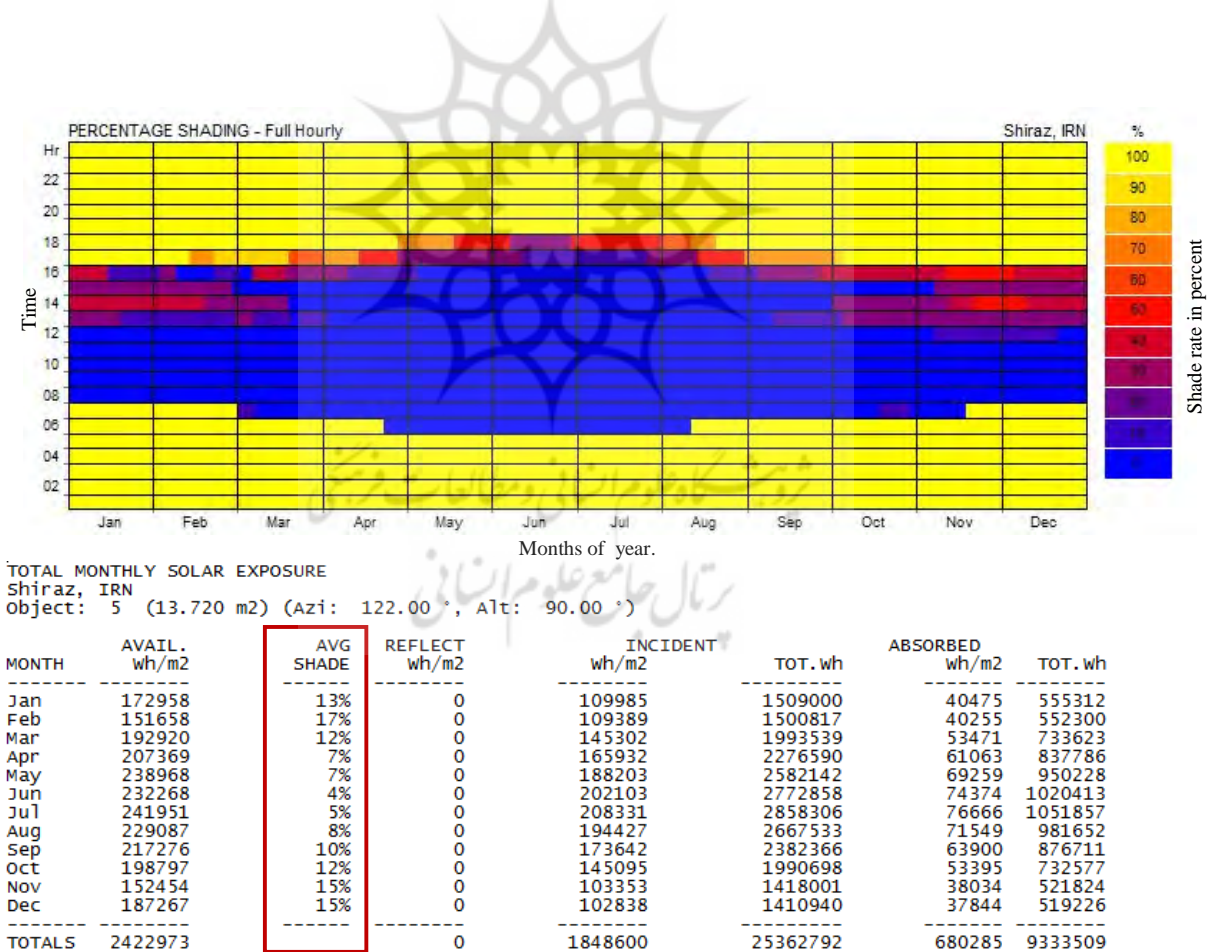 PERCENTAGE SHADING - Full Hourly Shiraz, IRN %
Hr
22
20
18
16
14
12
10
08
06
04
02
Time
100
90
80
70
60
Shade rate in percent
Jan Feb Mar Apr May Jun Jul Aug Sep Oct Nov Dec
Months of year.
پژوهشگاه علوم انسانی و مطالعات فرهنگی
پرتال جامع علوم انسانی
TOTAL MONTHLY SOLAR EXPOSURE
Shiraz, IRN
Object: 5 (13.720 m2) (Azi: 122.00 °, Alt: 90.00 °)
AVAIL. AVG REFLECT INCIDENT ABSORBED
MONTH Wh/m2 SHADE Wh/m2 Wh/m2 TOT.Wh Wh/m2 TOT.Wh
------- -------- ------ -------- -------- --------- ------- --------
Jan 172958 13% 0 109985 1509000 40475 555312
Feb 151658 17% 0 109389 1500817 40255 552300
Mar 192920 12% 0 145302 1993539 53471 733623
Apr 207369 7% 0 165932 2276590 61063 837786
May 238968 7% 0 188203 2582142 69259 950228
Jun 232268 4% 0 202103 2772858 74374 1020413
Jul 241951 5% 0 208331 2858306 76666 1051857
Aug 229087 8% 0 194427 2667533 71549 981652
Sep 217276 10% 0 173642 2382366 63900 876711
Oct 198797 12% 0 145095 1990698 53395 732577
Nov 152454 15% 0 103353 1418001 38034 521824
Dec 187267 15% 0 102838 1410940 37844 519226
------- -------- ------ -------- -------- --------- ------- --------
TOTALS 2422973 0 1848600 25362792 680285 9333509